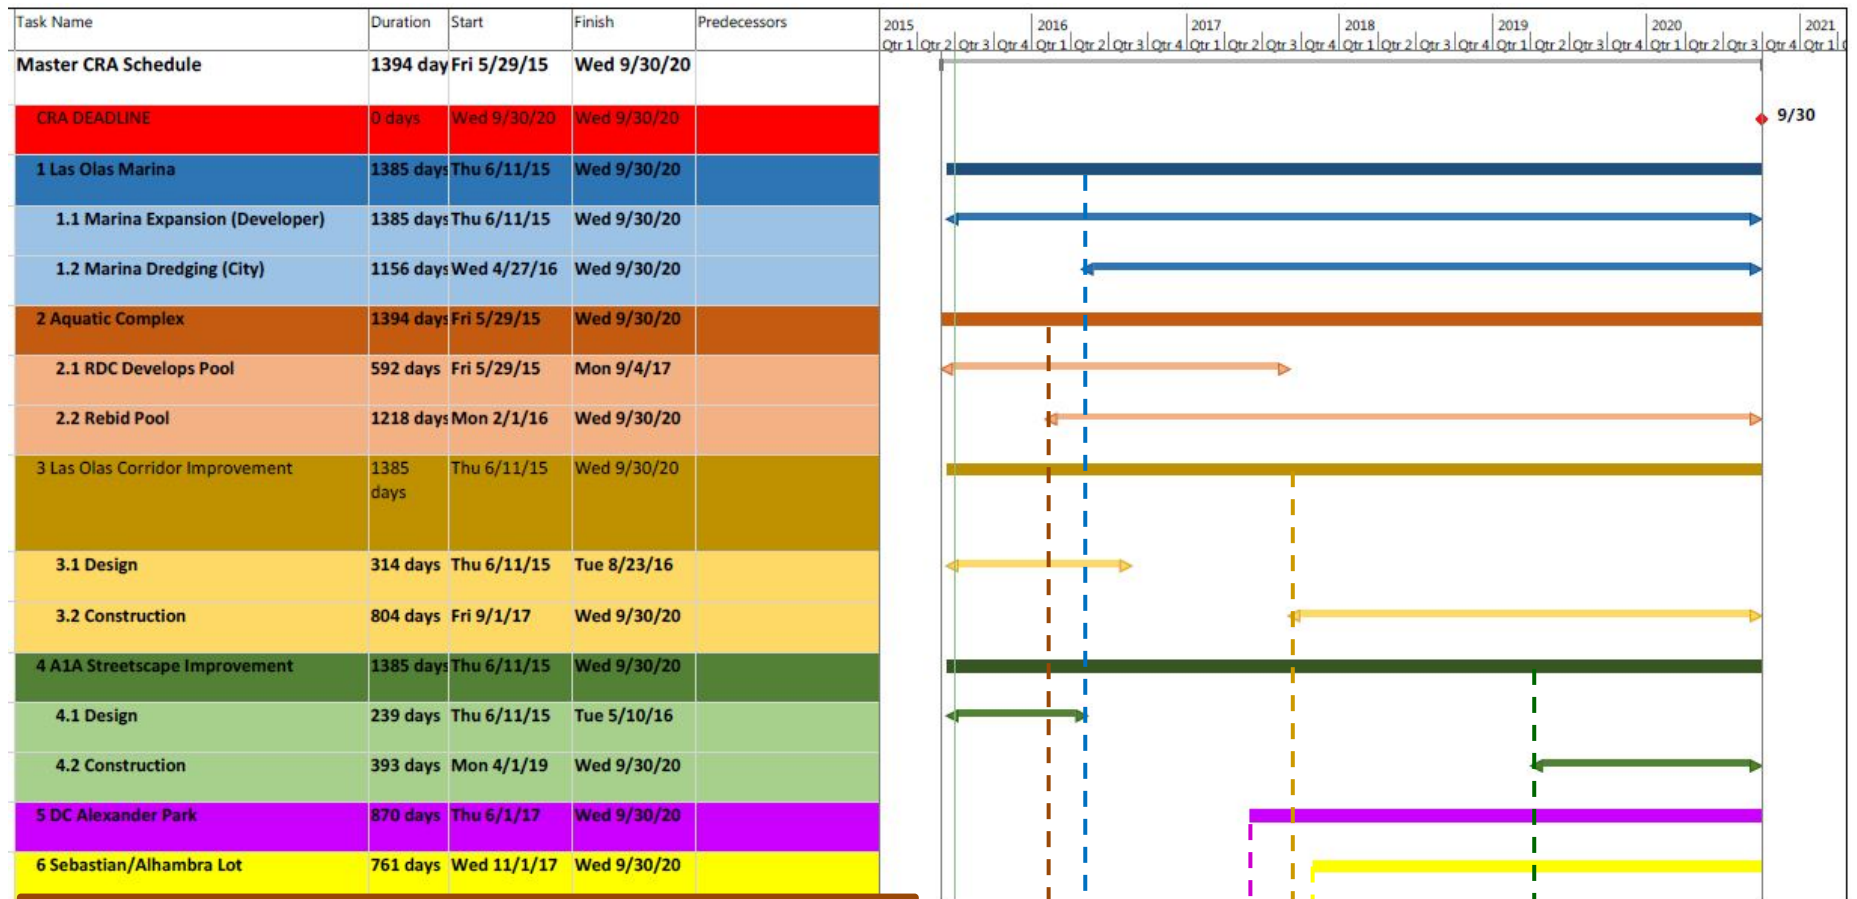 Task Name Duration Start Finish Predecessors 2015 2016 2017 2018 2019 2020 2021
Qtr 1 Qtr 2 Qtr 3 Qtr 4 Qtr 1 Qtr 2 Qtr 3 Qtr 4 Qtr 1 Qtr 2 Qtr 3 Qtr 4 Qtr 1 Qtr 2 Qtr 3 Qtr 4 Qtr 1 Qtr 2 Qtr 3 Qtr 4 Qtr 1 Qtr 2 Qtr 3 Qtr 4 Qtr 1
Master CRA Schedule 1394 day Fri 5/29/15 Wed 9/30/20
CRA DEADLINE 0 days Wed 9/30/20 Wed 9/30/20 9/30
1 Las Olas Marina 1385 days Thu 6/11/15 Wed 9/30/20
1.1 Marina Expansion (Developer) 1385 days Thu 6/11/15 Wed 9/30/20
1.2 Marina Dredging (City) 1156 days Wed 4/27/16 Wed 9/30/20
2 Aquatic Complex 1394 days Fri 5/29/15 Wed 9/30/20
2.1 RDC Develops Pool 592 days Fri 5/29/15 Mon 9/4/17
2.2 Rebid Pool 1218 days Mon 2/1/16 Wed 9/30/20
3 Las Olas Corridor Improvement 1385 Thu 6/11/15 Wed 9/30/20
days
3.1 Design 314 days Thu 6/11/15 Tue 8/23/16
3.2 Construction 804 days Fri 9/1/17 Wed 9/30/20
4 A1A Streetscape Improvement 1385 days Thu 6/11/15 Wed 9/30/20
4.1 Design 239 days Thu 6/11/15 Tue 5/10/16
4.2 Construction 393 days Mon 4/1/19 Wed 9/30/20
5 DC Alexander Park 870 days Thu 6/1/17 Wed 9/30/20
6 Sebastian/Alhambra Lot 761 days Wed 11/1/17 Wed 9/30/20